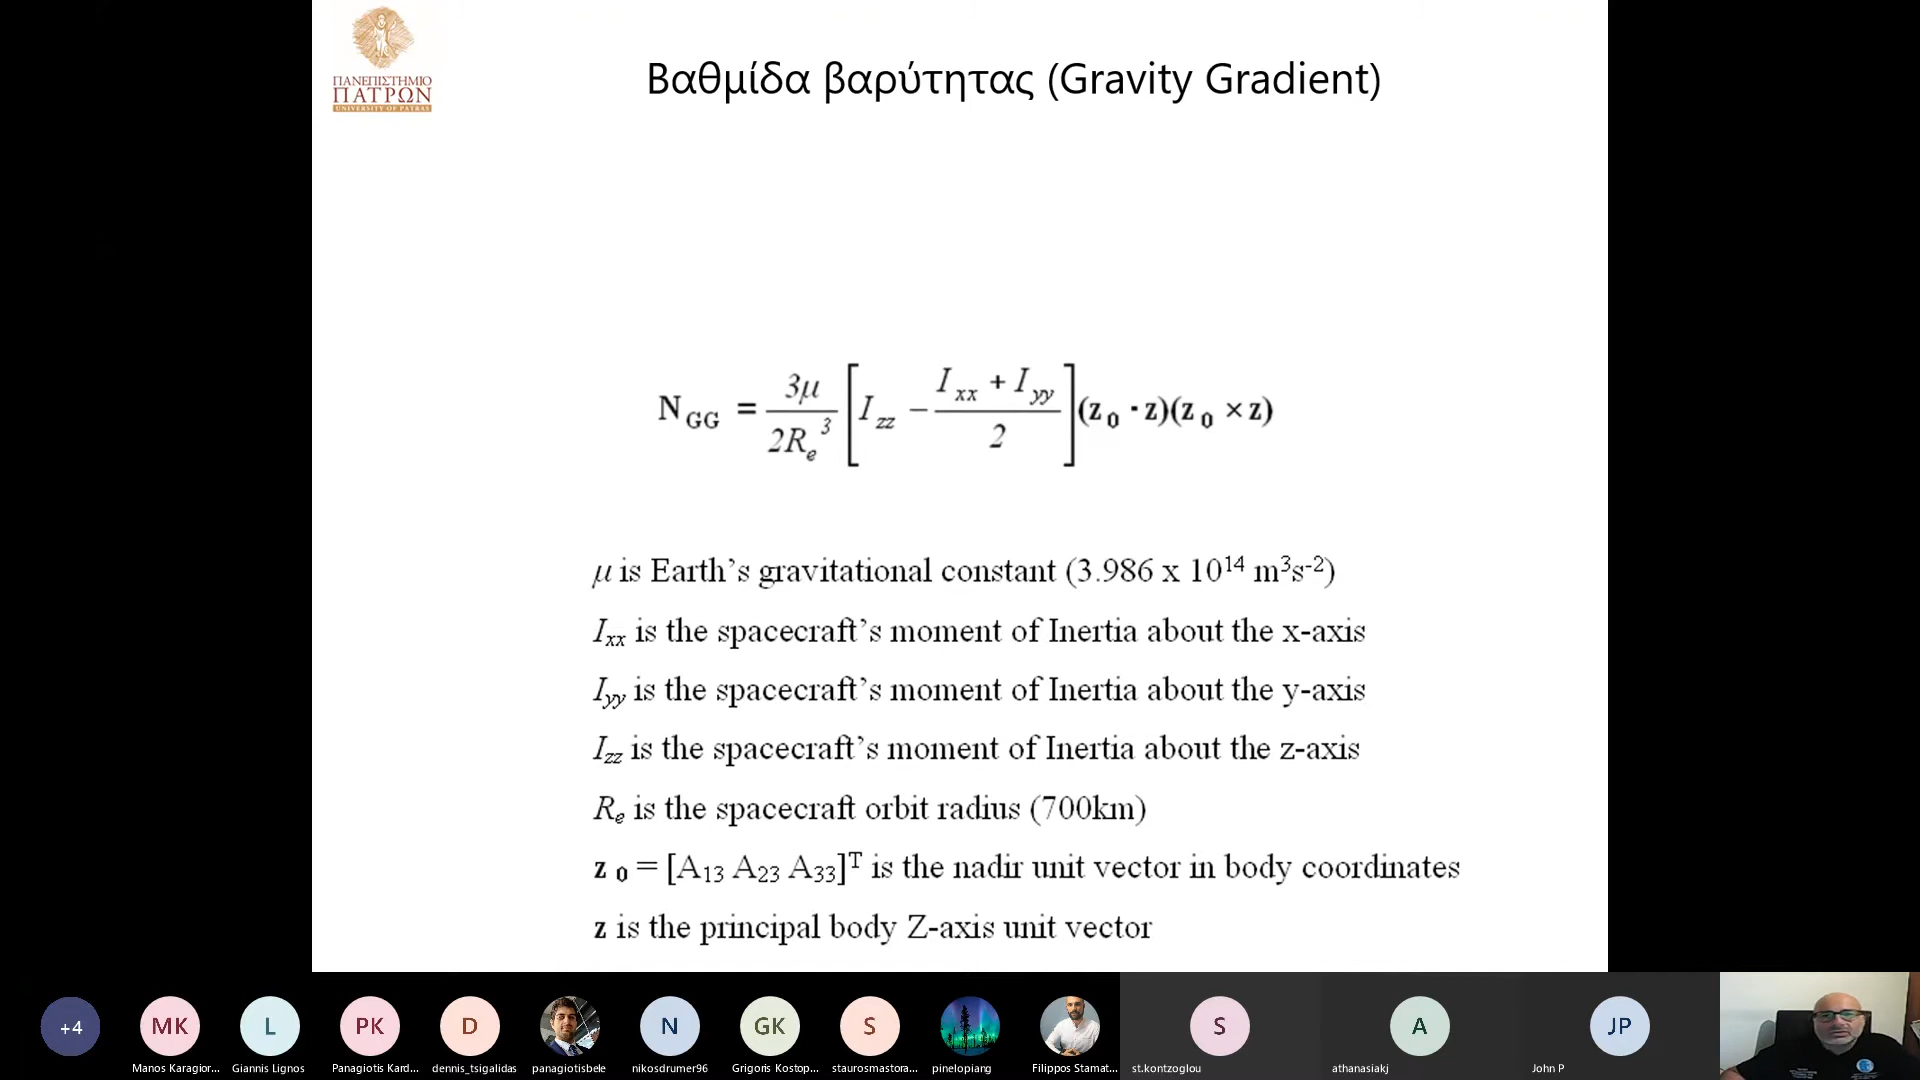 ΠΑΝΕΠΙΣΤΗΜΙΟ
ΠΑΤΡΩΝ
UNIVERSITY OF PATRAS
Βαθμίδα βαρύτητας (Gravity Gradient)
N_GG = 3μ / 2R_e^3 [ I_zz − (I_xx + I_yy) / 2 ] (z_0 · z)(z_0 × z)
μ is Earth’s gravitational constant (3.986 x 10^14 m^3s^-2)
I_xx is the spacecraft’s moment of Inertia about the x-axis
I_yy is the spacecraft’s moment of Inertia about the y-axis
I_zz is the spacecraft’s moment of Inertia about the z-axis
R_e is the spacecraft orbit radius (700km)
z_0 = [A_13 A_23 A_33]^T is the nadir unit vector in body coordinates
z is the principal body Z-axis unit vector
+4 MK L PK D N GK S S A JP
Manos Karagior... Giannis Lignos Panagiotis Kard... dennis_tsigalidas panagiotisbele nikosdrumer96 Grigoris Kostop... staurosmastora... pinelopiang Filippos Stamat... st.kontzoglou athanasiakj John P